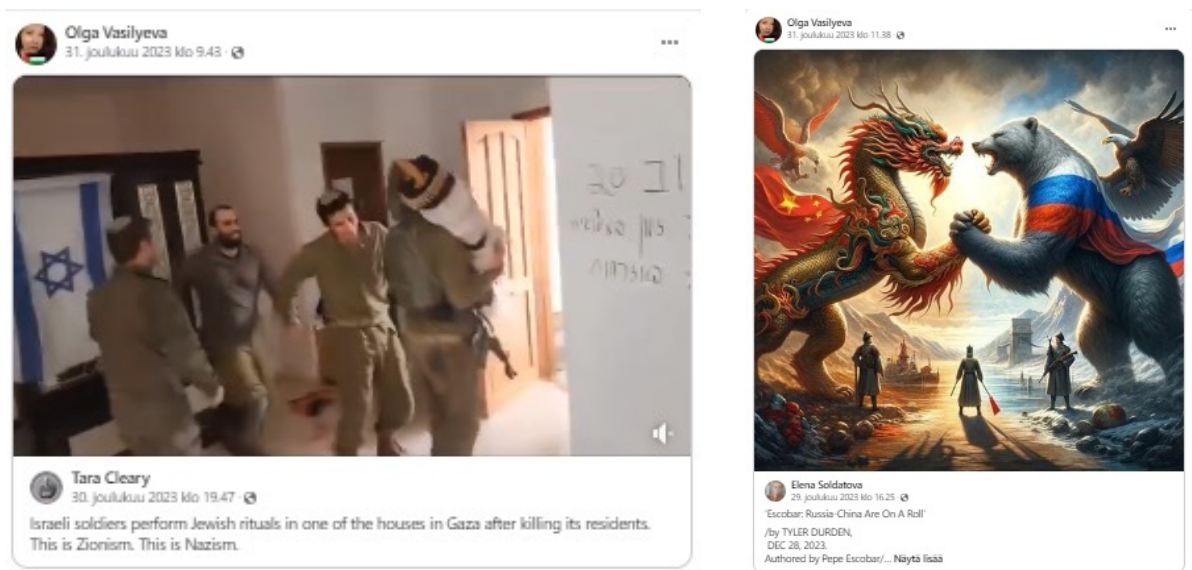 Olga Vasilyeva
31. joulukuu 2023 klo 9.43
Tara Cleary
30. joulukuu 2023 klo 19.47
Israeli soldiers perform Jewish rituals in one of the houses in Gaza after killing its residents.
This is Zionism. This is Nazism.
Olga Vasilyeva
31. joulukuu 2023 klo 11.38
Elena Soldatova
29. joulukuu 2023 klo 16.25
'Escobar: Russia-China Are On A Roll'
/by TYLER DURDEN,
DEC 28, 2023.
Authored by Pepe Escobar/... Näytä lisää